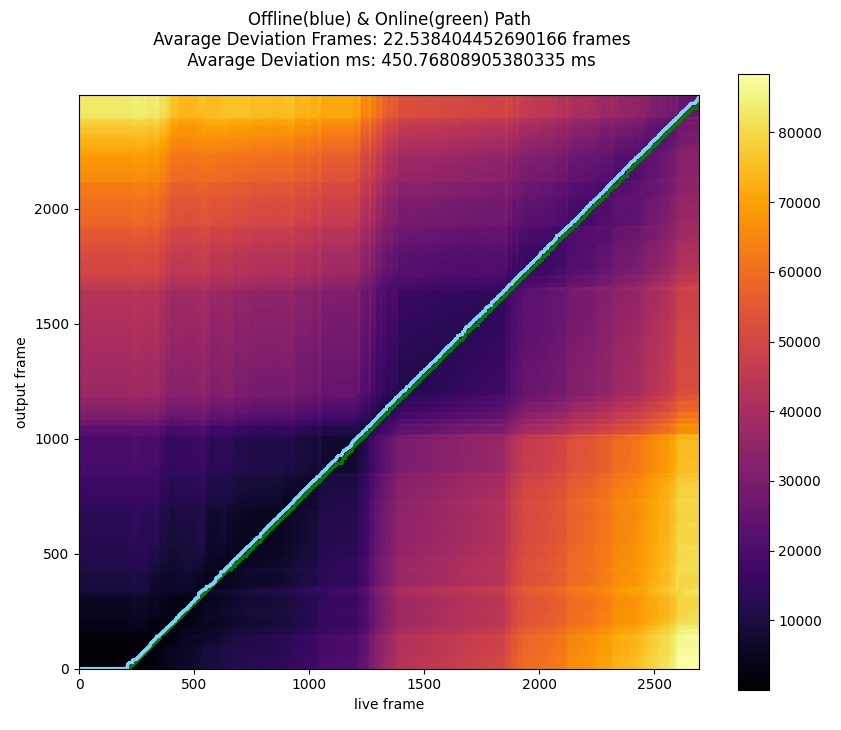 Offline(blue) & Online(green) Path
Avarage Deviation Frames: 22.538404452690166 frames
Avarage Deviation ms: 450.76808905380335 ms
output frame
2000
1500
1000
500
0
0 500 1000 1500 2000 2500
live frame
80000
70000
60000
50000
40000
30000
20000
10000